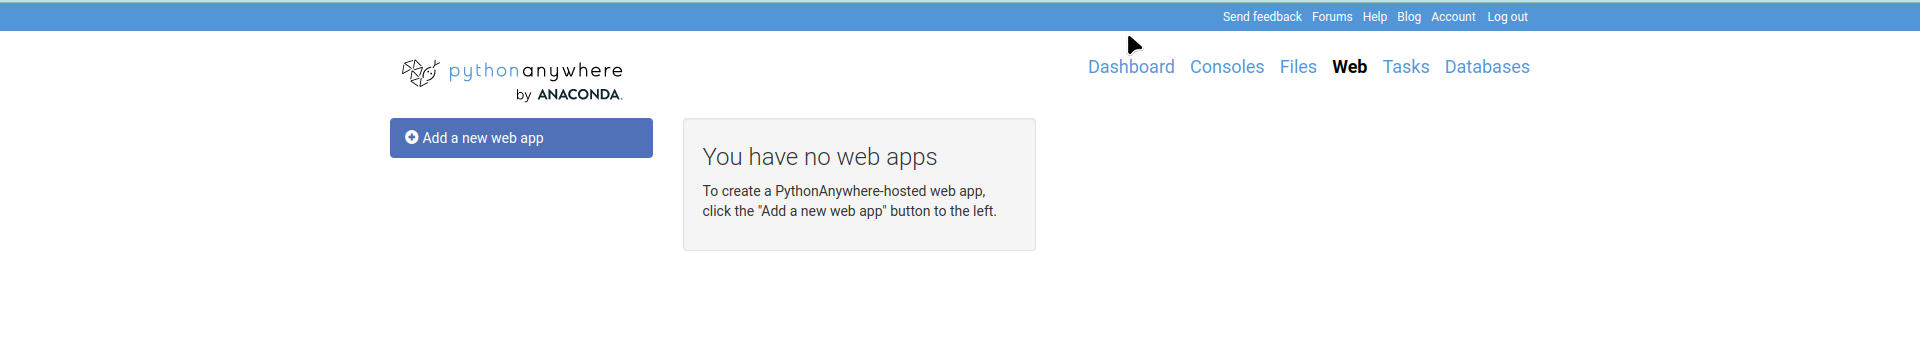 Send feedback Forums Help Blog Account Log out
pythonanywhere
by ANACONDA.
Dashboard Consoles Files Web Tasks Databases
Add a new web app
You have no web apps
To create a PythonAnywhere-hosted web app,
click the "Add a new web app" button to the left.